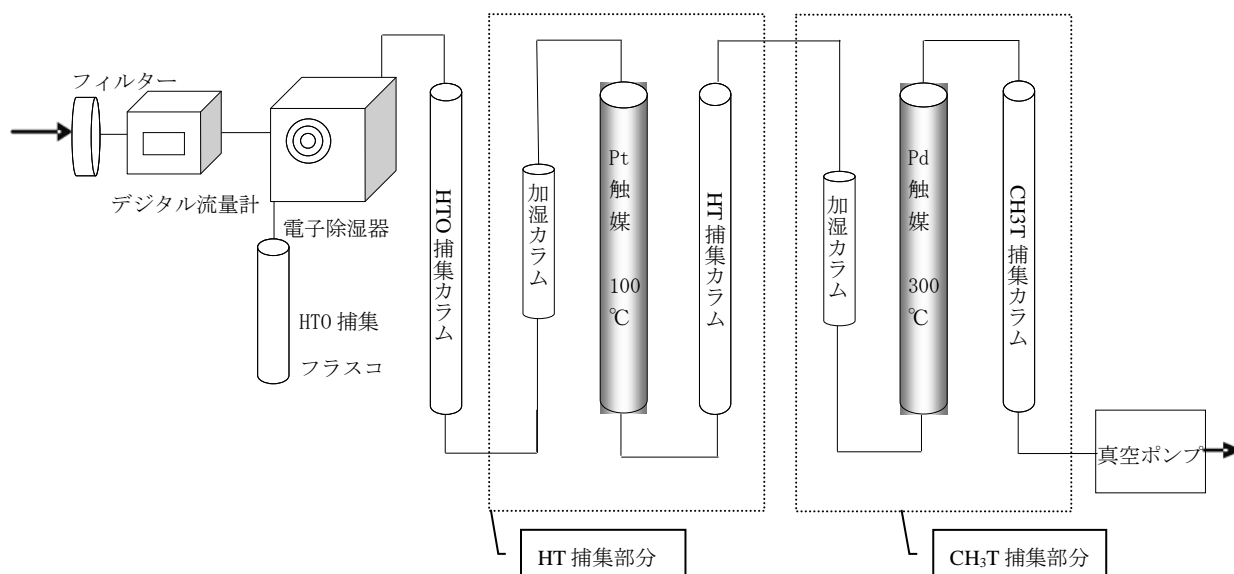 フィルター
デジタル流量計
電子除湿器
HTO 捕集
フラスコ
HTO 捕集カラム
加湿カラム
Pt
触
媒
100
℃
HT 捕集カラム
加湿カラム
Pd
触
媒
300
℃
CH3T 捕集カラム
真空ポンプ
HT 捕集部分
CH₃T 捕集部分